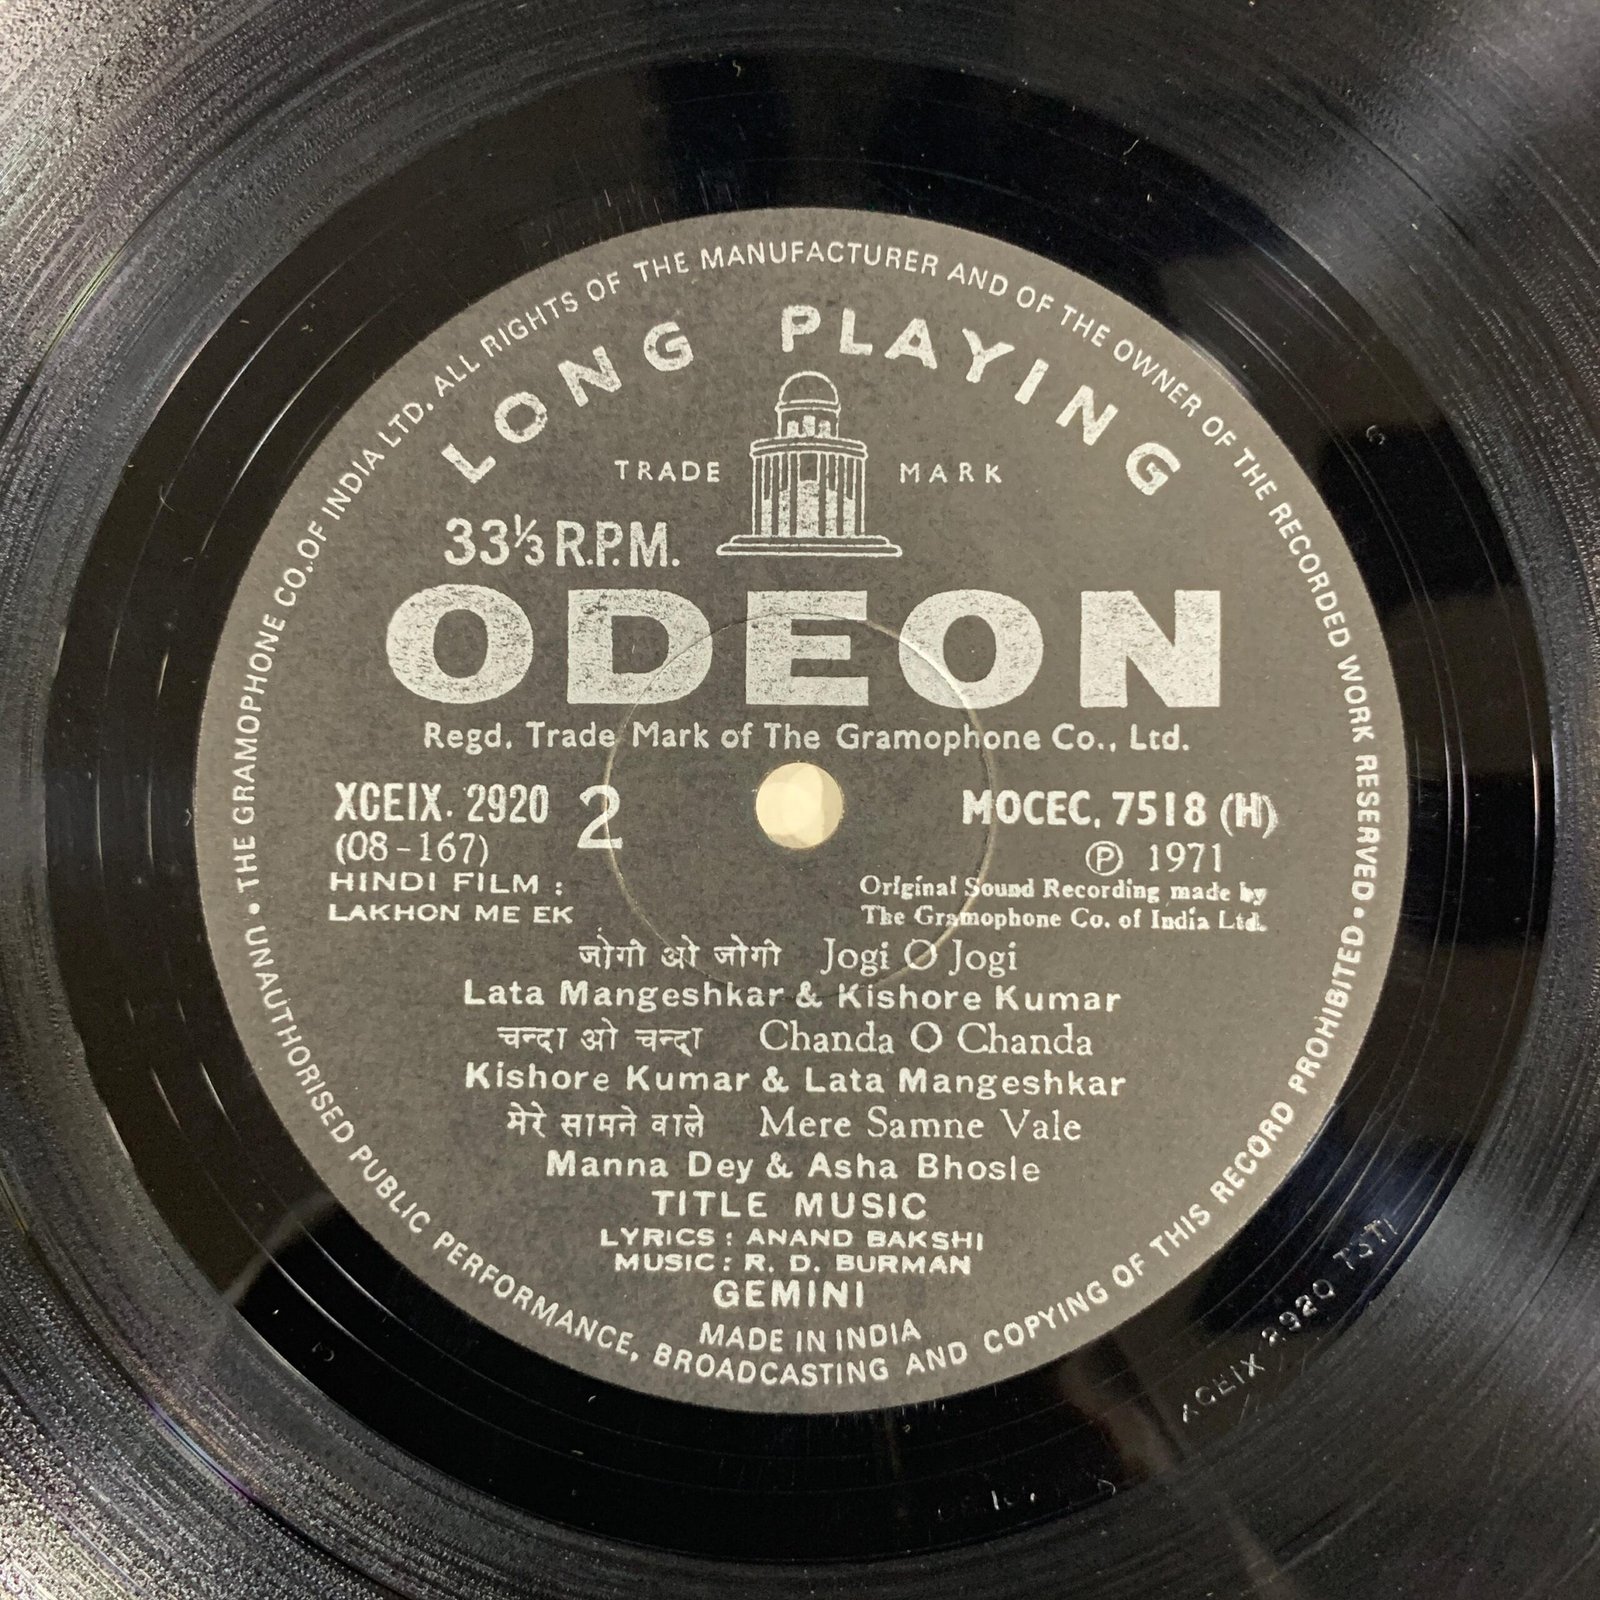 THE GRAMOPHONE CO. OF INDIA LTD. ALL RIGHTS OF THE MANUFACTURER AND OF THE OWNER OF THE RECORDED WORK RESERVED •
UNAUTHORISED PUBLIC PERFORMANCE, BROADCASTING AND COPYING OF THIS RECORD PROHIBITED •
LONG PLAYING
TRADE MARK
33⅓ R.P.M.
ODEON
Regd. Trade Mark of The Gramophone Co., Ltd.
XCEIX. 2920 2 MOCEC. 7518 (H)
(08-167) Ⓟ 1971
HINDI FILM :
LAKHON ME EK
Original Sound Recording made by
The Gramophone Co. of India Ltd.
जोगी ओ जोगी Jogi O Jogi
Lata Mangeshkar & Kishore Kumar
चन्दा ओ चन्दा Chanda O Chanda
Kishore Kumar & Lata Mangeshkar
मेरे सामने वाले Mere Samne Vale
Manna Dey & Asha Bhosle
TITLE MUSIC
LYRICS : ANAND BAKSHI
MUSIC : R. D. BURMAN
GEMINI
MADE IN INDIA
XCEIX 2920